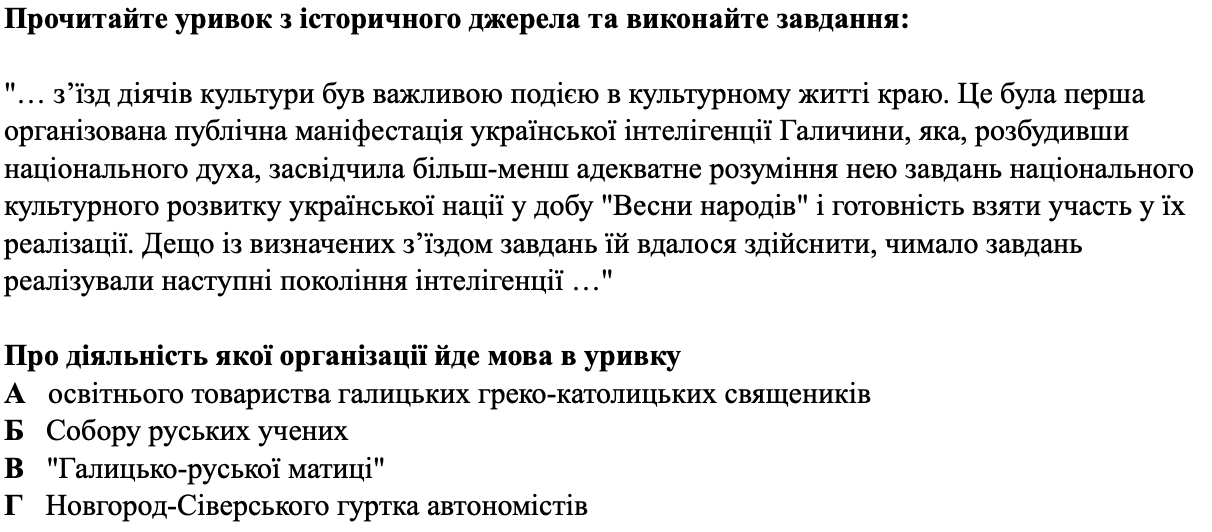 Прочитайте уривок з історичного джерела та виконайте завдання:
"… з’їзд діячів культури був важливою подією в культурному житті краю. Це була перша
організована публічна маніфестація української інтелігенції Галичини, яка, розбудивши
національного духа, засвідчила більш-менш адекватне розуміння нею завдань національного
культурного розвитку української нації у добу "Весни народів" і готовність взяти участь у їх
реалізації. Дещо із визначених з’їздом завдань їй вдалося здійснити, чимало завдань
реалізували наступні покоління інтелігенції …"
Про діяльність якої організації йде мова в уривку
А освітнього товариства галицьких греко-католицьких священиків
Б Собору руських учених
В "Галицько-руської матиці"
Г Новгород-Сіверського гуртка автономістів